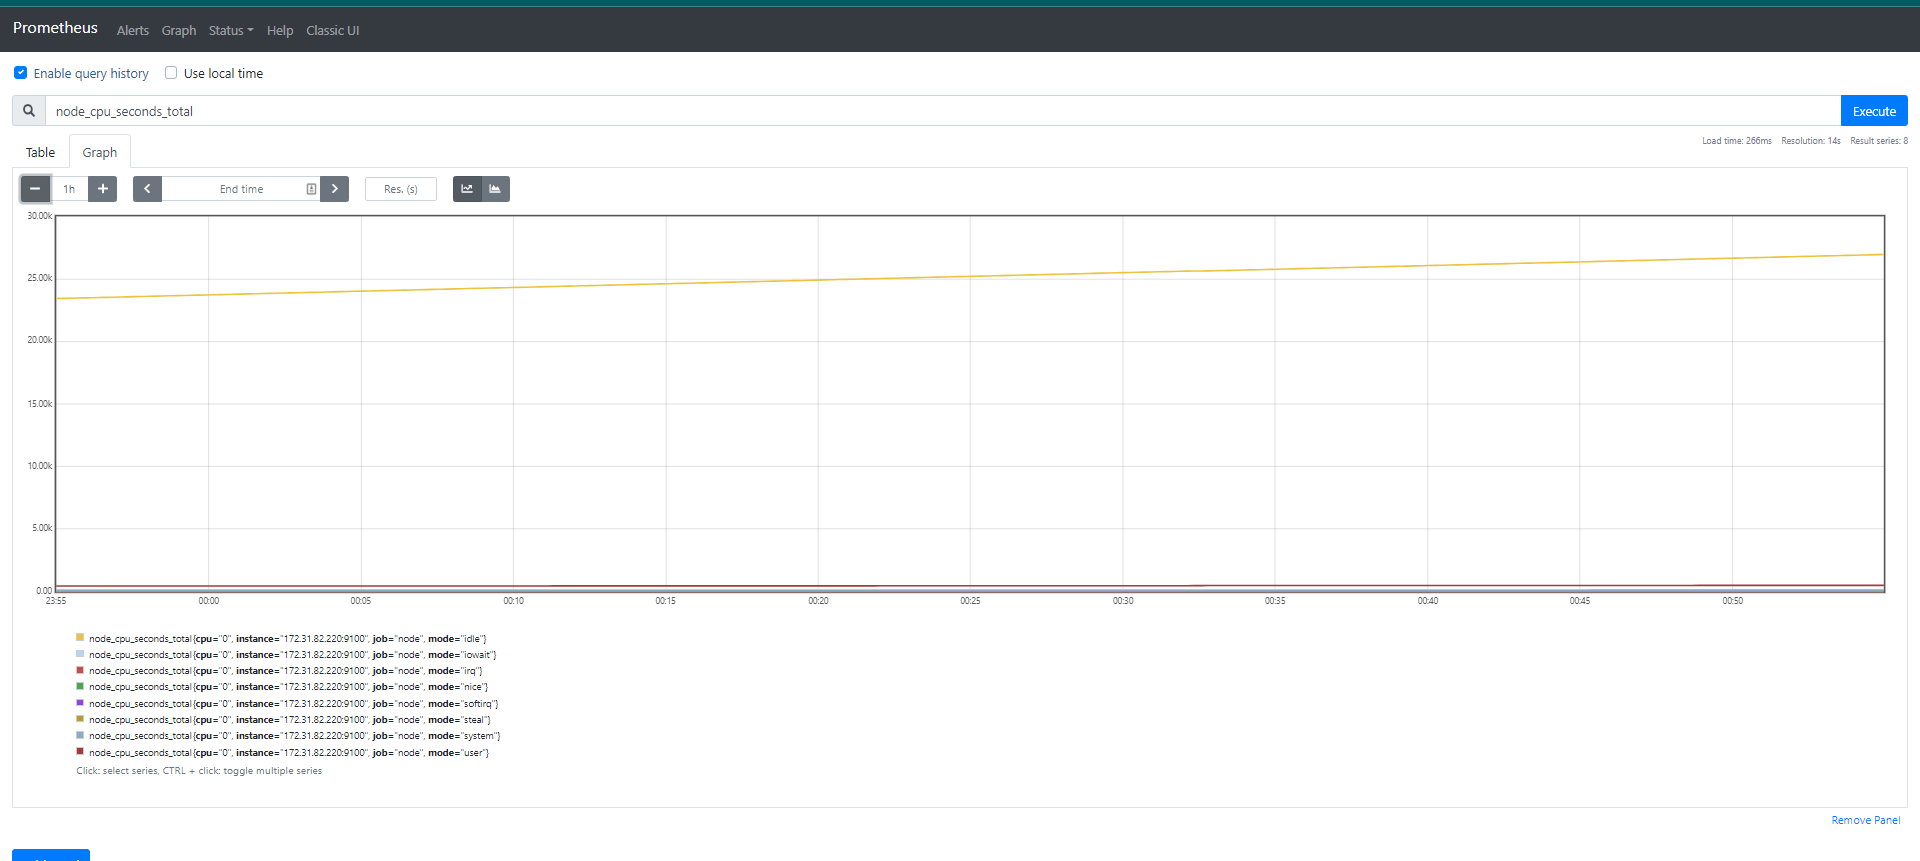 Prometheus Alerts Graph Status Help Classic UI
Enable query history Use local time
node_cpu_seconds_total Execute
Load time: 266ms Resolution: 14s Result series: 8
Table Graph
1h End time Res. (s)
30.00k
25.00k
20.00k
15.00k
10.00k
5.00k
0.00
23:55 00:00 00:05 00:10 00:15 00:20 00:25 00:30 00:35 00:40 00:45 00:50
node_cpu_seconds_total{cpu="0", instance="172.31.82.220:9100", job="node", mode="idle"}
node_cpu_seconds_total{cpu="0", instance="172.31.82.220:9100", job="node", mode="iowait"}
node_cpu_seconds_total{cpu="0", instance="172.31.82.220:9100", job="node", mode="irq"}
node_cpu_seconds_total{cpu="0", instance="172.31.82.220:9100", job="node", mode="nice"}
node_cpu_seconds_total{cpu="0", instance="172.31.82.220:9100", job="node", mode="softirq"}
node_cpu_seconds_total{cpu="0", instance="172.31.82.220:9100", job="node", mode="steal"}
node_cpu_seconds_total{cpu="0", instance="172.31.82.220:9100", job="node", mode="system"}
node_cpu_seconds_total{cpu="0", instance="172.31.82.220:9100", job="node", mode="user"}
Click: select series, CTRL + click: toggle multiple series
Remove Panel